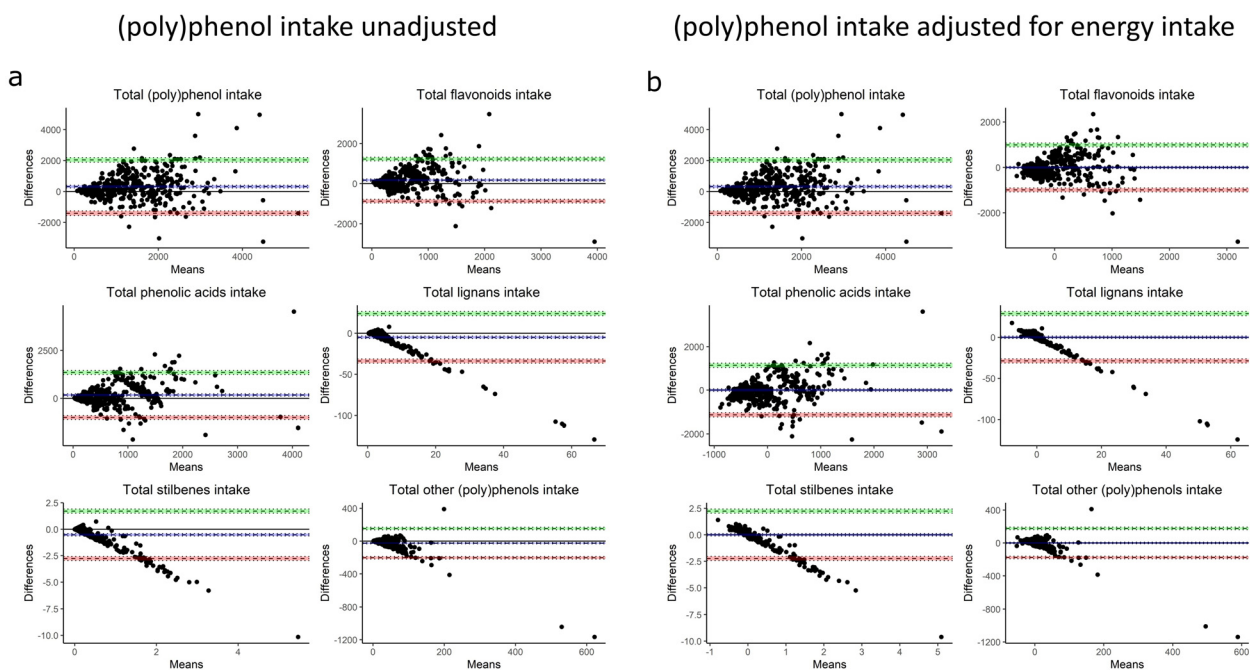 (poly)phenol intake unadjusted
(poly)phenol intake adjusted for energy intake
a
Total (poly)phenol intake
Differences
4000
2000
0
-2000
0
2000
4000
Means
Total flavonoids intake
Differences
2000
0
-2000
0
1000
2000
3000
4000
Means
Total phenolic acids intake
Differences
2500
0
0
1000
2000
3000
4000
Means
Total lignans intake
Differences
0
-50
-100
0
20
40
60
Means
Total stilbenes intake
Differences
2.5
0.0
-2.5
-5.0
-7.5
-10.0
0
2
4
Means
Total other (poly)phenols intake
Differences
400
0
-400
-800
-1200
0
200
400
600
Means
b
Total (poly)phenol intake
Differences
4000
2000
0
-2000
0
2000
4000
Means
Total flavonoids intake
Differences
2000
0
-2000
0
1000
2000
3000
Means
Total phenolic acids intake
Differences
2000
0
-2000
-1000
0
1000
2000
3000
Means
Total lignans intake
Differences
0
-50
-100
0
20
40
60
Means
Total stilbenes intake
Differences
2.5
0.0
-2.5
-5.0
-7.5
-10.0
-1
0
1
2
3
4
5
Means
Total other (poly)phenols intake
Differences
400
0
-400
-800
-1200
0
200
400
600
Means